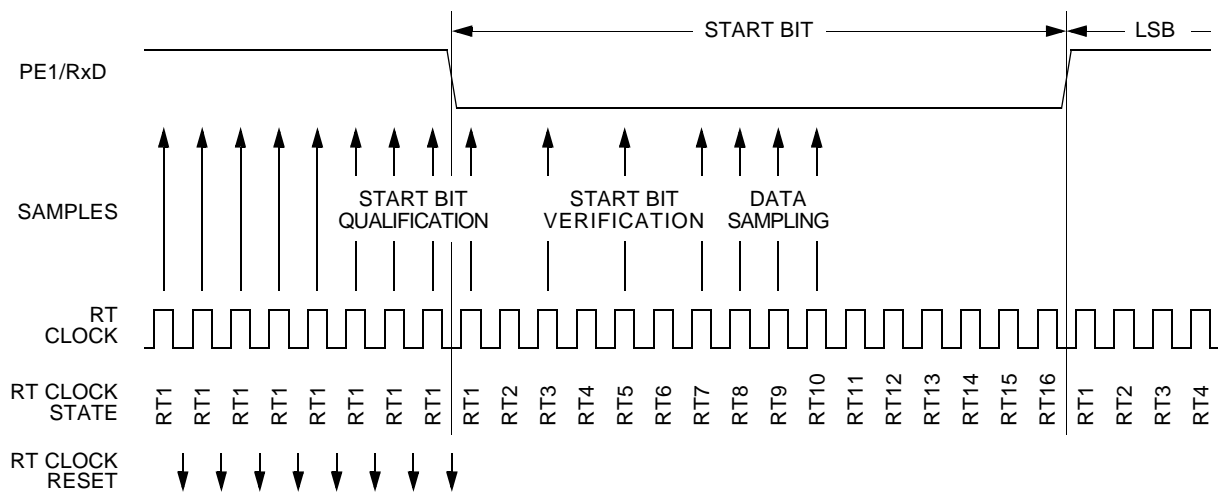 START BIT
LSB
PE1/RxD
SAMPLES
START BIT
QUALIFICATION
START BIT
VERIFICATION
DATA
SAMPLING
RT
CLOCK
RT CLOCK
STATE
RT1 RT1 RT1 RT1 RT1 RT1 RT1 RT1 RT1 RT2 RT3 RT4 RT5 RT6 RT7 RT8 RT9 RT10 RT11 RT12 RT13 RT14 RT15 RT16 RT1 RT2 RT3 RT4
RT CLOCK
RESET